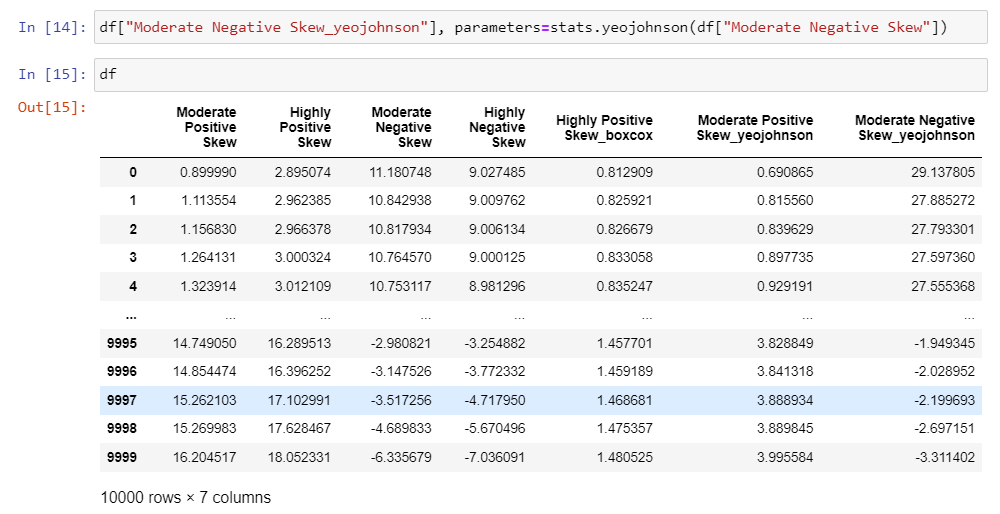 In [14]: df["Moderate Negative Skew_yeojohnson"], parameters=stats.yeojohnson(df["Moderate Negative Skew"])
In [15]: df
Out[15]:
Moderate Positive Skew Highly Positive Skew Moderate Negative Skew Highly Negative Skew Highly Positive Skew_boxcox Moderate Positive Skew_yeojohnson Moderate Negative Skew_yeojohnson
0 0.899990 2.895074 11.180748 9.027485 0.812909 0.690865 29.137805
1 1.113554 2.962385 10.842938 9.009762 0.825921 0.815560 27.885272
2 1.156830 2.966378 10.817934 9.006134 0.826679 0.839629 27.793301
3 1.264131 3.000324 10.764570 9.000125 0.833058 0.897735 27.597360
4 1.323914 3.012109 10.753117 8.981296 0.835247 0.929191 27.555368
... ... ... ... ... ... ... ...
9995 14.749050 16.289513 -2.980821 -3.254882 1.457701 3.828849 -1.949345
9996 14.854474 16.396252 -3.147526 -3.772332 1.459189 3.841318 -2.028952
9997 15.262103 17.102991 -3.517256 -4.717950 1.468681 3.888934 -2.199693
9998 15.269983 17.628467 -4.689833 -5.670496 1.475357 3.889845 -2.697151
9999 16.204517 18.052331 -6.335679 -7.036091 1.480525 3.995584 -3.311402
10000 rows × 7 columns